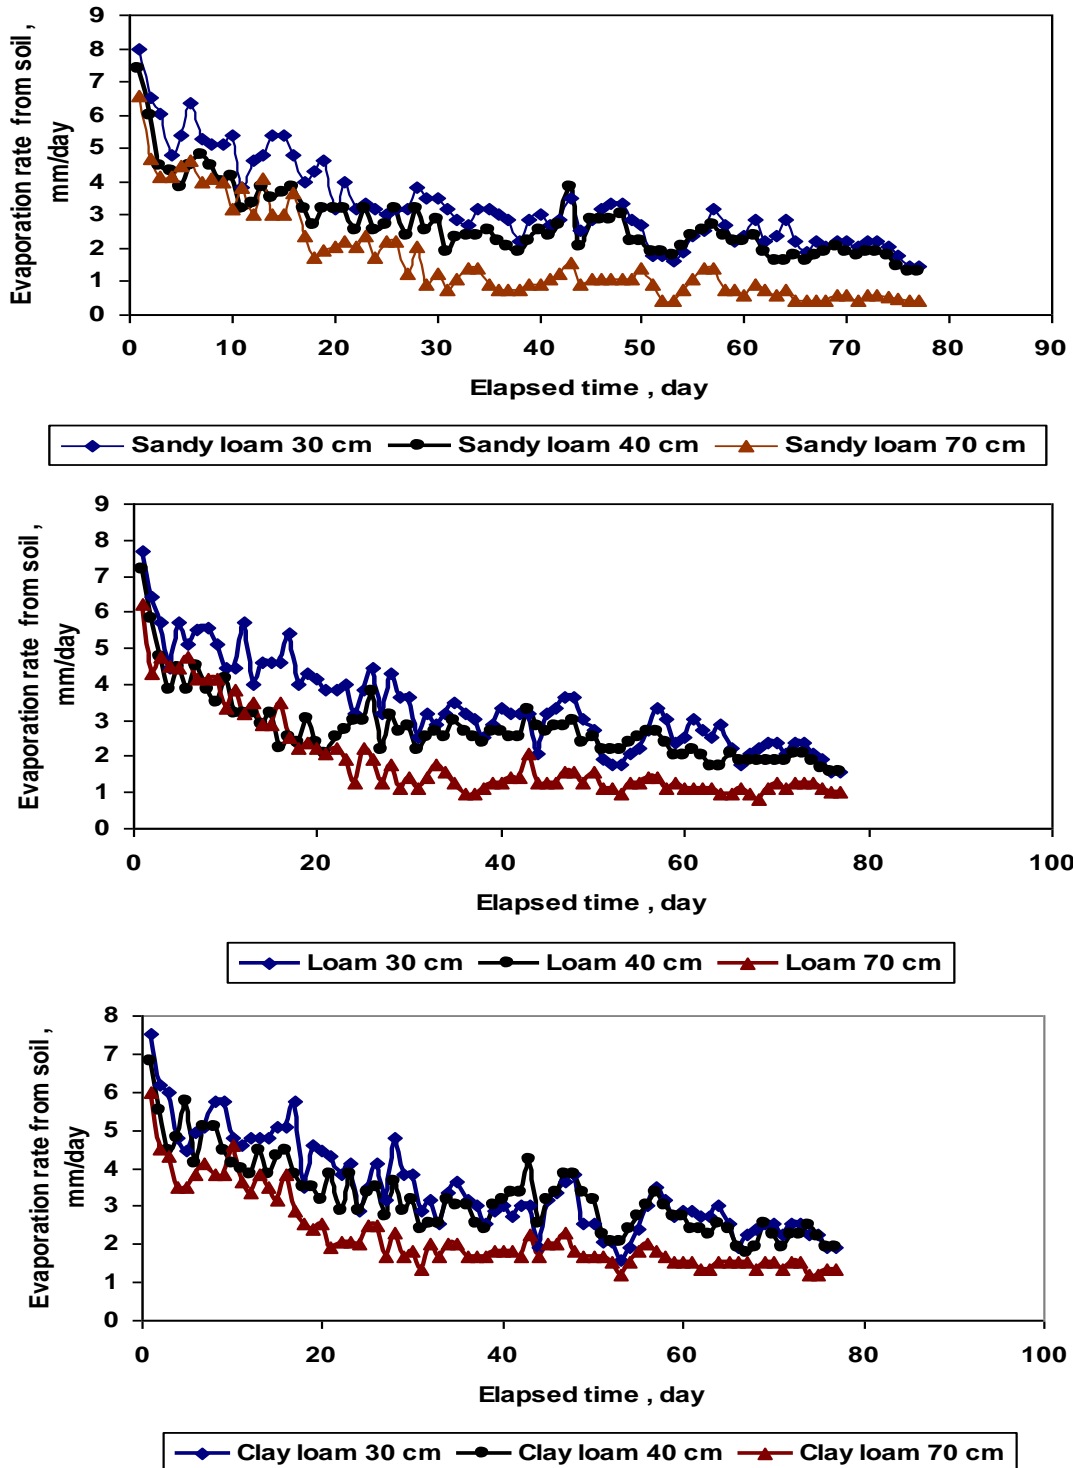 Evaporation rate from soil ,
mm/day
9
8
7
6
5
4
3
2
1
0
0 10 20 30 40 50 60 70 80 90
Elapsed time , day
Sandy loam 30 cm Sandy loam 40 cm Sandy loam 70 cm
Evaporation rate from soil ,
mm/day
9
8
7
6
5
4
3
2
1
0
0 20 40 60 80 100
Elapsed time , day
Loam 30 cm Loam 40 cm Loam 70 cm
Evaporation rate from soil ,
mm/day
8
7
6
5
4
3
2
1
0
0 20 40 60 80 100
Elapsed time , day
Clay loam 30 cm Clay loam 40 cm Clay loam 70 cm